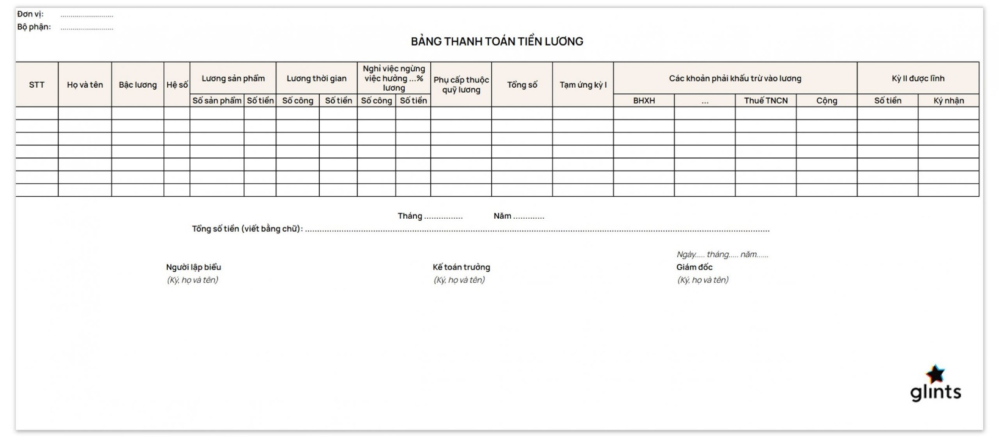 Đơn vị: ..........................
Bộ phận: ..........................
BẢNG THANH TOÁN TIỀN LƯƠNG
STT Họ và tên Bậc lương Hệ số Lương sản phẩm Lương thời gian Nghỉ việc ngừng việc hưởng ...% lương Phụ cấp thuộc quỹ lương Tổng số Tạm ứng kỳ I Các khoản phải khấu trừ vào lương Kỳ II được lĩnh
Số sản phẩm Số tiền Số công Số tiền Số công Số tiền BHXH ... Thuế TNCN Cộng Số tiền Ký nhận
Tháng ................ Năm .............
Tổng số tiền (viết bằng chữ): ................................................................................
Ngày..... tháng..... năm......
Người lập biểu Kế toán trưởng Giám đốc
(Ký, họ và tên) (Ký, họ và tên) (Ký, họ và tên)
glints